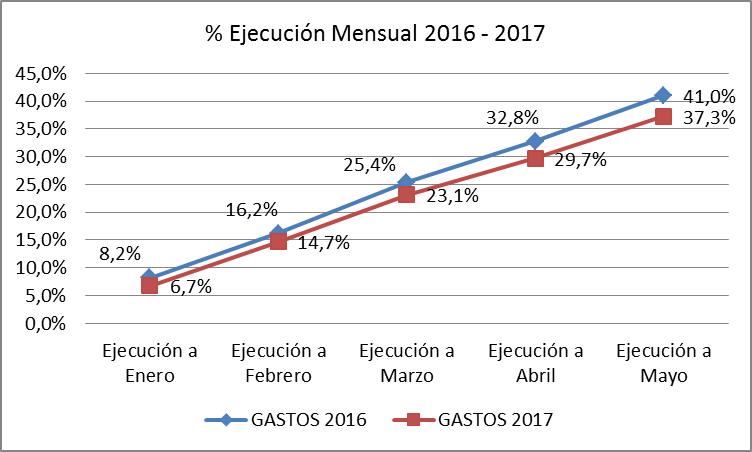 % Ejecución Mensual 2016 - 2017
45,0%
40,0%
35,0%
30,0%
25,0%
20,0%
15,0%
10,0%
5,0%
0,0%
8,2%
16,2%
25,4%
32,8%
41,0%
6,7%
14,7%
23,1%
29,7%
37,3%
Ejecución a
Enero
Ejecución a
Febrero
Ejecución a
Marzo
Ejecución a
Abril
Ejecución a
Mayo
GASTOS 2016
GASTOS 2017